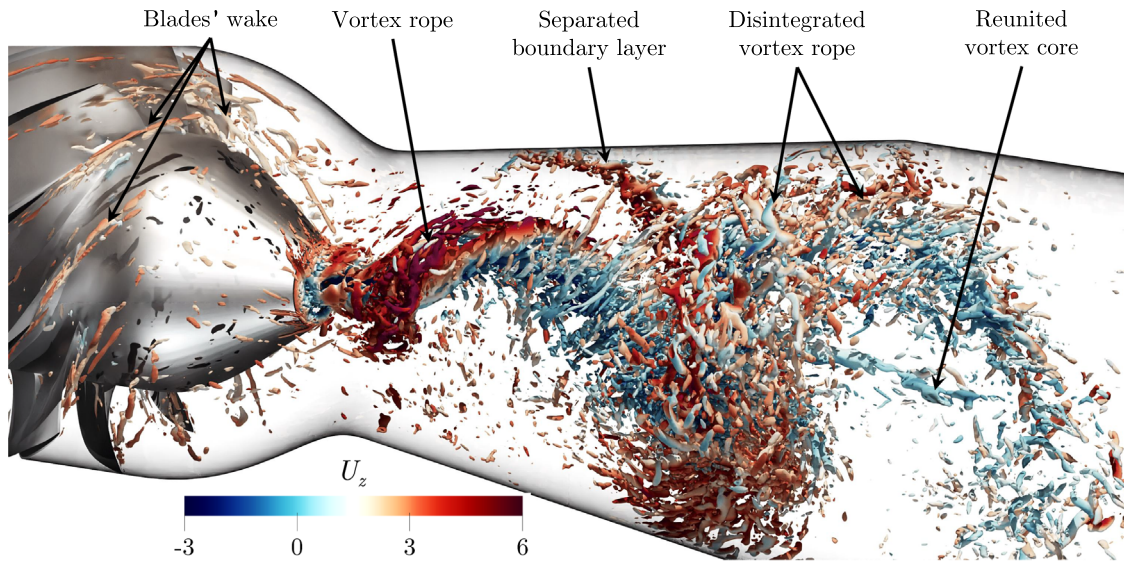 Blades' wake
Vortex rope
Separated
boundary layer
Disintegrated
vortex rope
Reunited
vortex core
U_z
-3
0
3
6